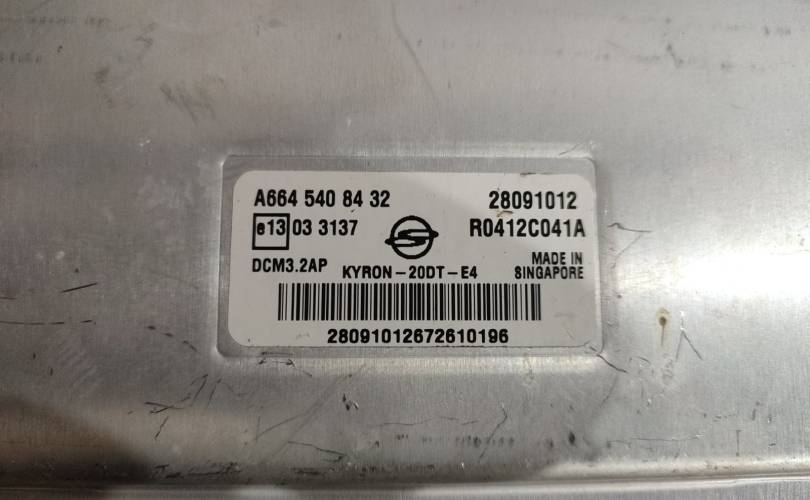 A664 540 84 32 28091012
e13 03 3137 R0412C041A
DCM3.2AP KYRON-20DT-E4 MADE IN SINGAPORE
28091012672610196